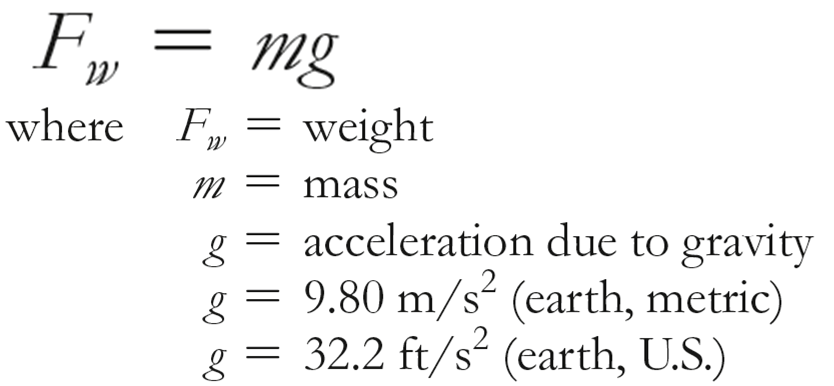 F_w = mg
where F_w = weight
m = mass
g = acceleration due to gravity
g = 9.80 m/s² (earth, metric)
g = 32.2 ft/s² (earth, U.S.)